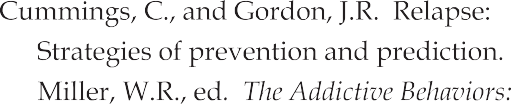 Cummings, C., and Gordon, J.R. Relapse:
Strategies of prevention and prediction.
Miller, W.R., ed. The Addictive Behaviors: